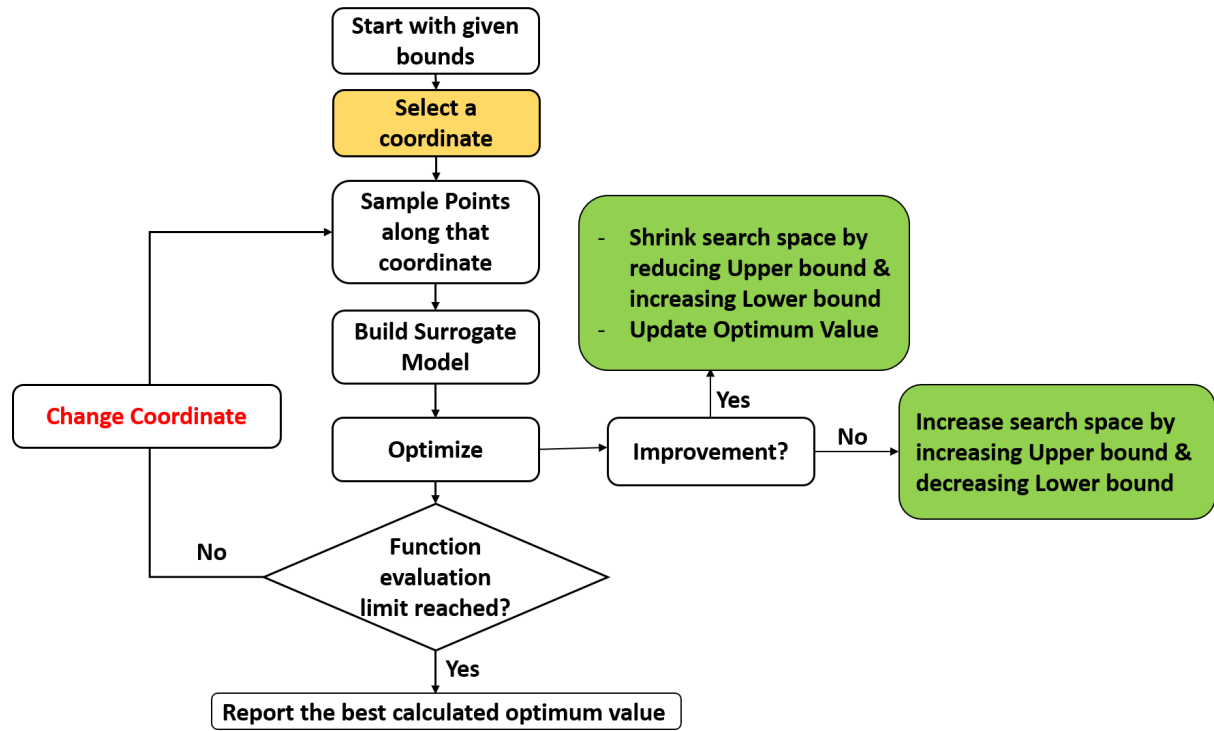 Start with given
bounds
Select a
coordinate
Sample Points
along that
coordinate
- Shrink search space by
reducing Upper bound &
increasing Lower bound
- Update Optimum Value
Build Surrogate
Model
Yes
Change Coordinate
Optimize
Improvement?
No
Increase search space by
increasing Upper bound &
decreasing Lower bound
No
Function
evaluation
limit reached?
Yes
Report the best calculated optimum value